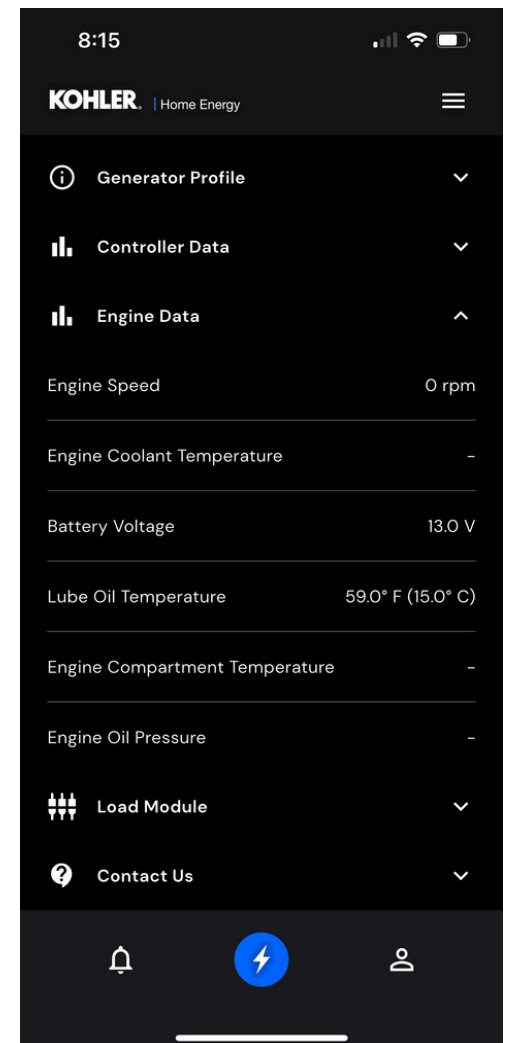 8:15
KOHLER. | Home Energy
Generator Profile
Controller Data
Engine Data
Engine Speed 0 rpm
Engine Coolant Temperature -
Battery Voltage 13.0 V
Lube Oil Temperature 59.0° F (15.0° C)
Engine Compartment Temperature -
Engine Oil Pressure -
Load Module
Contact Us